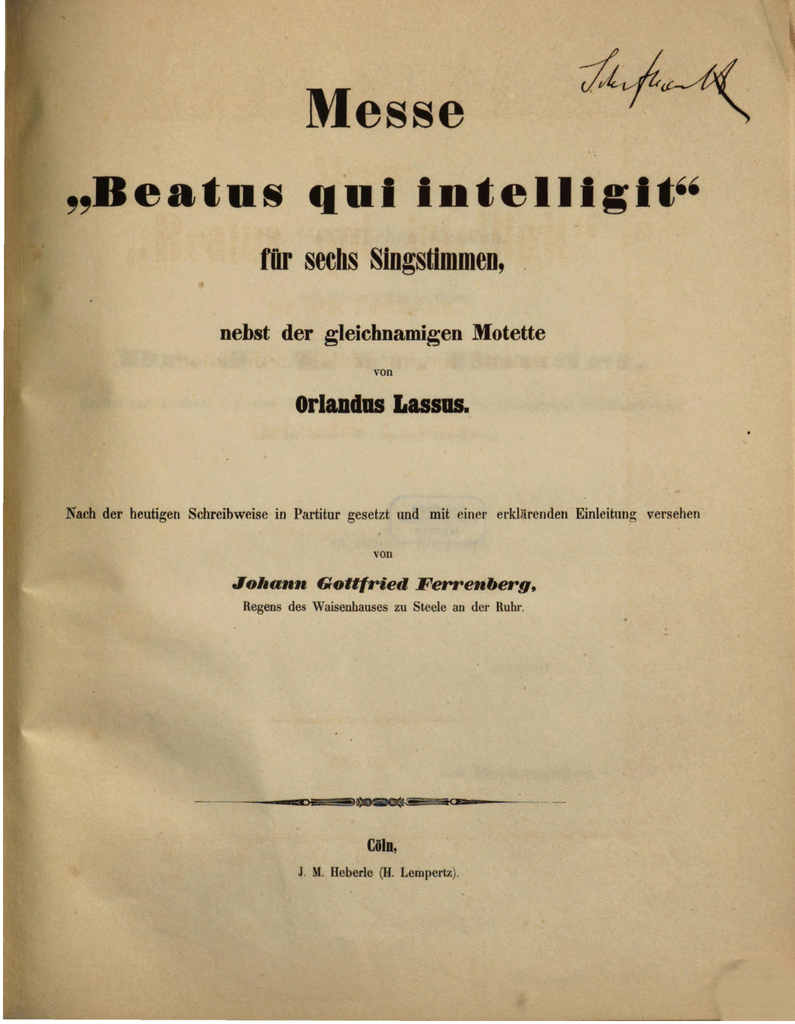 Messe
„Beatus qui intelligit“
für sechs Singstimmen,
nebst der gleichnamigen Motette
von
Orlandus Lassus.
Nach der heutigen Schreibweise in Partitur gesetzt und mit einer erklärenden Einleitung versehen
von
Johann Gottfried Ferrenberg,
Regens des Waisenhauses zu Steele an der Ruhr.
Cöln,
J. M. Heberle (H. Lempertz).